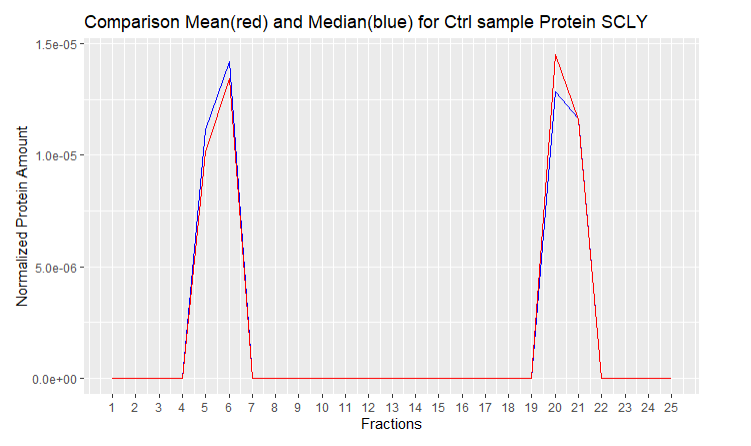 Comparison Mean(red) and Median(blue) for Ctrl sample Protein SCLY
1.5e-05
1.0e-05
5.0e-06
0.0e+00
Normalized Protein Amount
1 2 3 4 5 6 7 8 9 10 11 12 13 14 15 16 17 18 19 20 21 22 23 24 25
Fractions